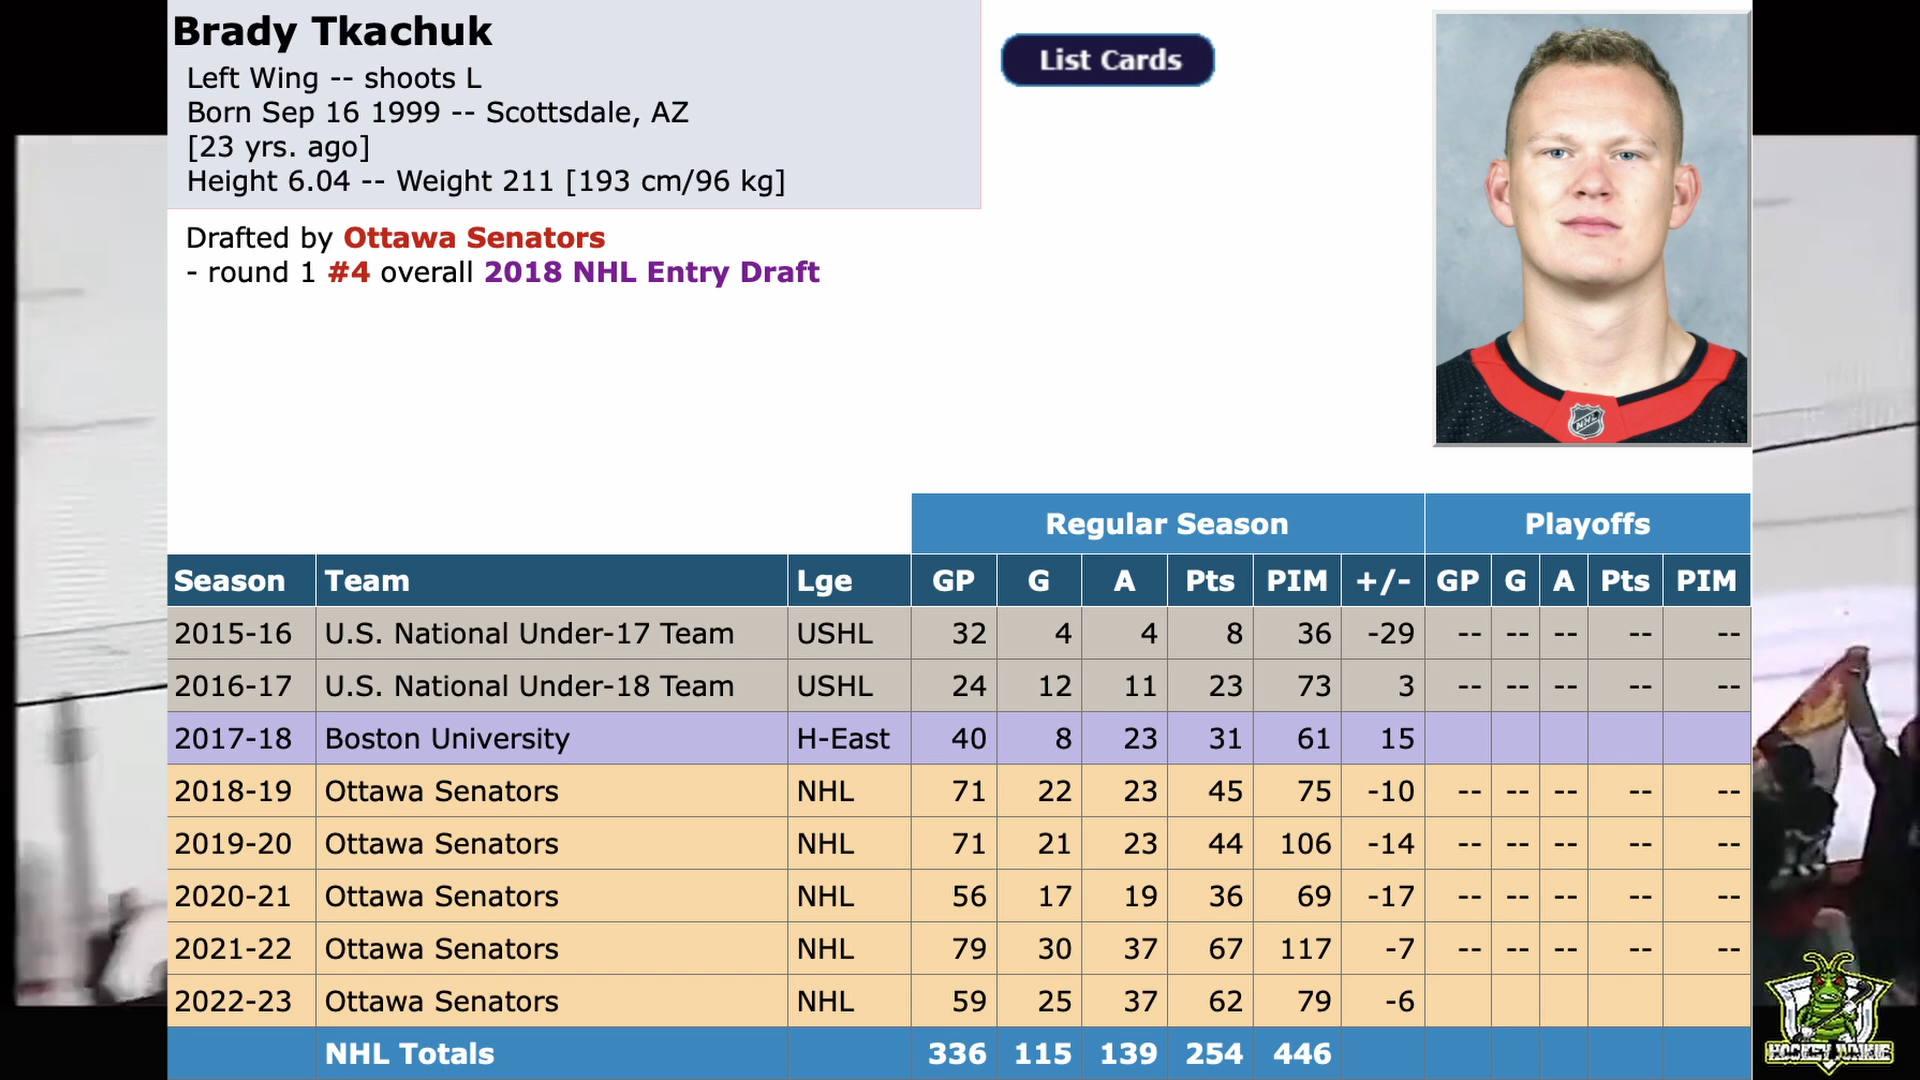 Brady Tkachuk
List Cards
Left Wing -- shoots L
Born Sep 16 1999 -- Scottsdale, AZ
[23 yrs. ago]
Height 6.04 -- Weight 211 [193 cm/96 kg]
Drafted by Ottawa Senators
- round 1 #4 overall 2018 NHL Entry Draft
NHL
Regular Season Playoffs
Season Team Lge GP G A Pts PIM +/- GP G A Pts PIM
2015-16 U.S. National Under-17 Team USHL 32 4 4 8 36 -29 -- -- -- -- --
2016-17 U.S. National Under-18 Team USHL 24 12 11 23 73 3 -- -- -- -- --
2017-18 Boston University H-East 40 8 23 31 61 15
2018-19 Ottawa Senators NHL 71 22 23 45 75 -10 -- -- -- -- --
2019-20 Ottawa Senators NHL 71 21 23 44 106 -14 -- -- -- -- --
2020-21 Ottawa Senators NHL 56 17 19 36 69 -17 -- -- -- -- --
2021-22 Ottawa Senators NHL 79 30 37 67 117 -7 -- -- -- -- --
2022-23 Ottawa Senators NHL 59 25 37 62 79 -6
NHL Totals 336 115 139 254 446
HOCKEY JUNKIE